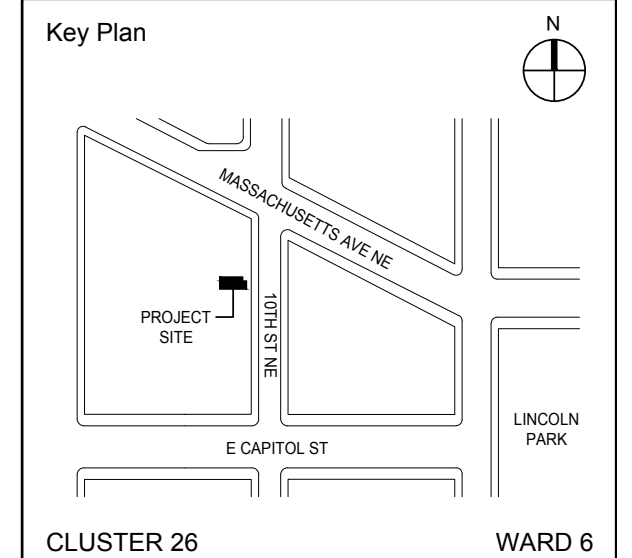 Key Plan
N
MASSACHUSETTS AVE NE
PROJECT
SITE
10TH ST NE
LINCOLN
PARK
E CAPITOL ST
CLUSTER 26
WARD 6